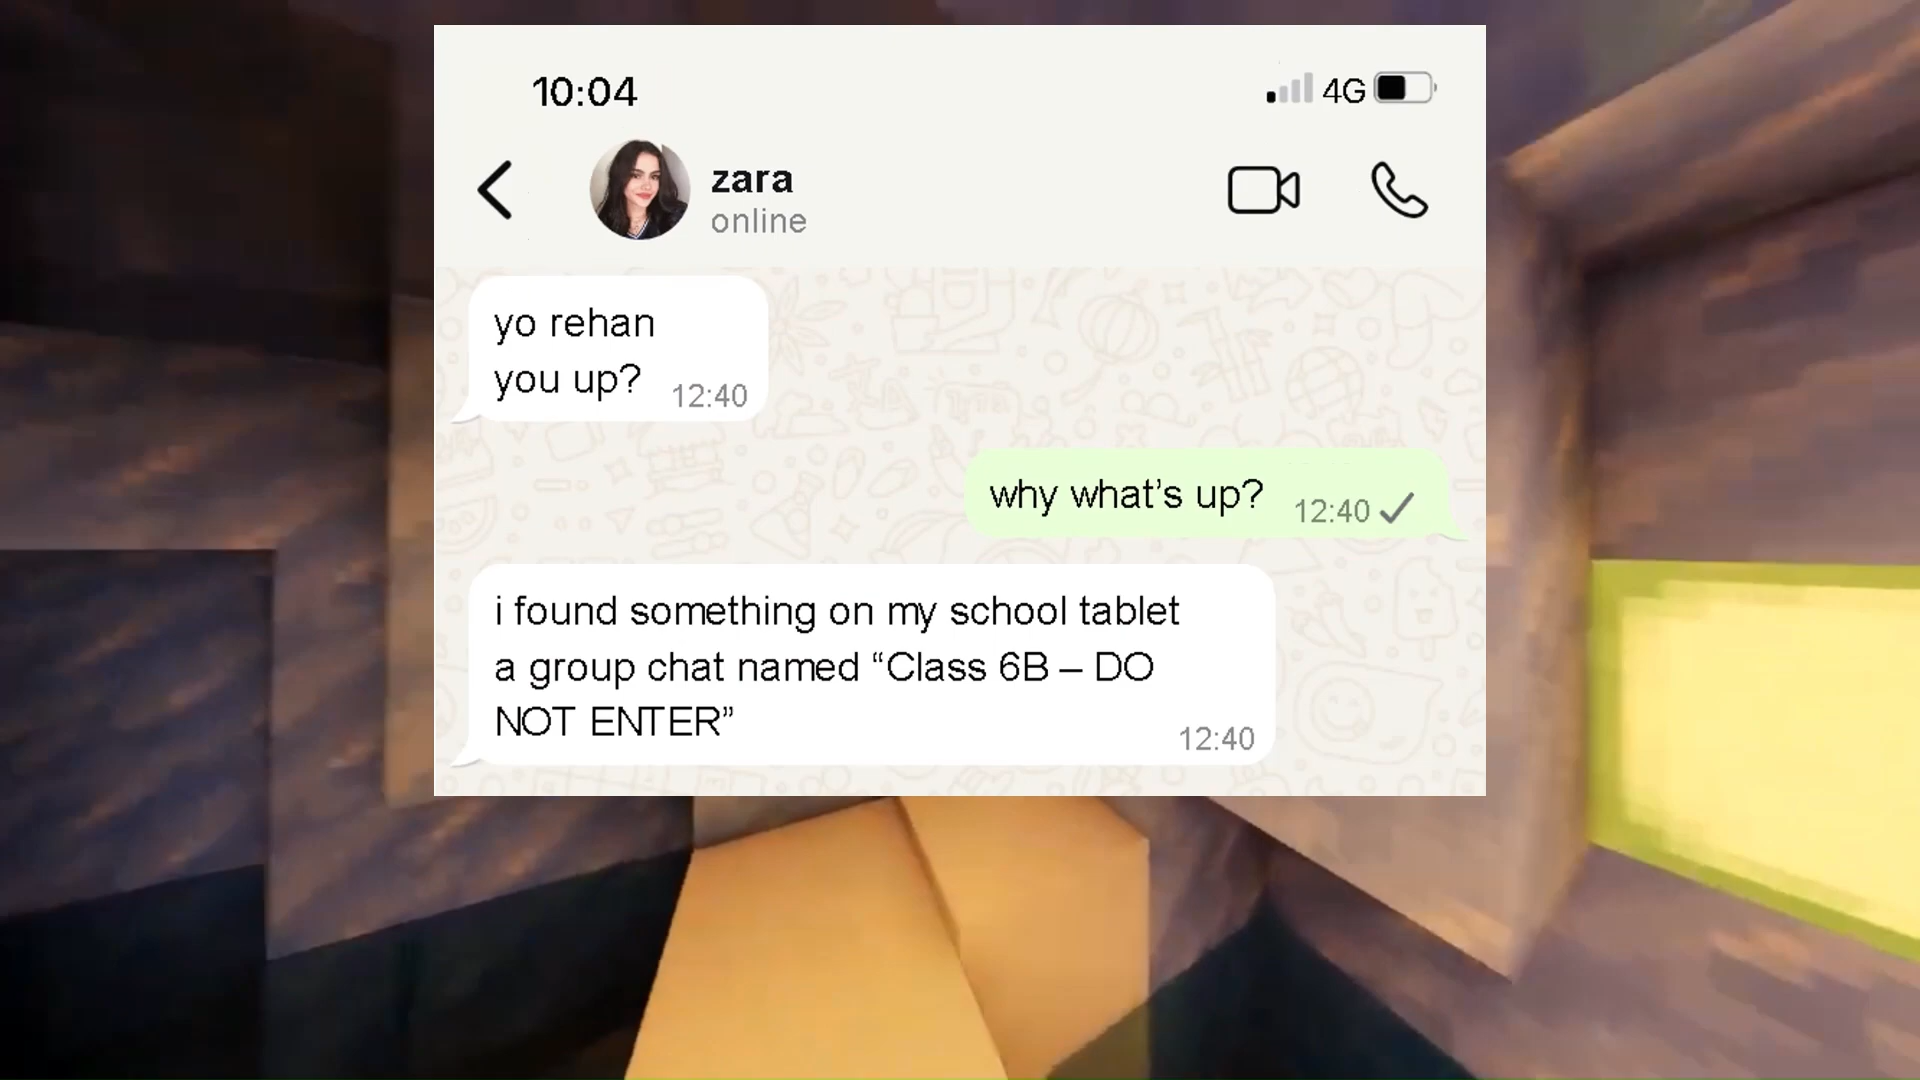 10:04
4G
zara
online
yo rehan
you up?
12:40
why what’s up?
12:40
i found something on my school tablet
a group chat named “Class 6B – DO
NOT ENTER”
12:40